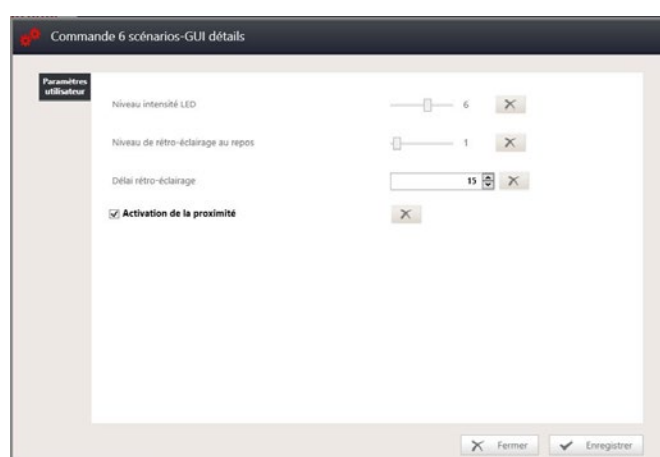 Commande 6 scénarios-GUI détails
Paramètres
utilisateur
Niveau intensité LED 6
Niveau de rétro-éclairage au repos 1
Délai rétro-éclairage 15
Activation de la proximité
Fermer Enregistrer